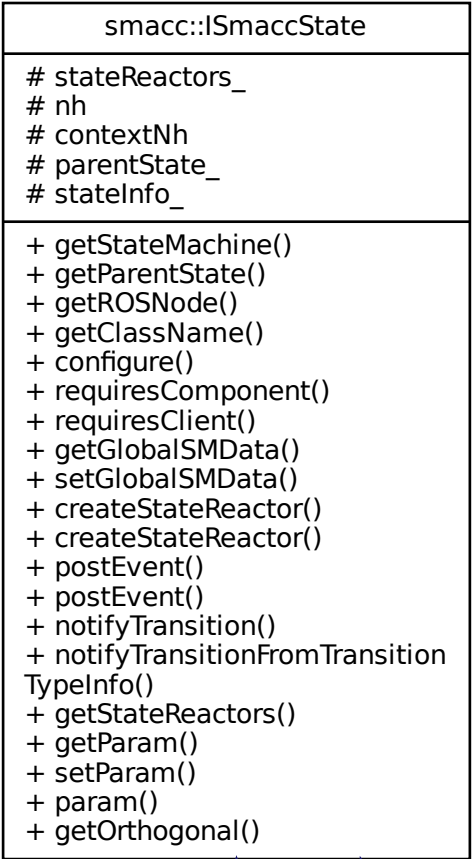 smacc::ISmaccState
# stateReactors_
# nh
# contextNh
# parentState_
# stateInfo_
+ getStateMachine()
+ getParentState()
+ getROSNode()
+ getClassName()
+ configure()
+ requiresComponent()
+ requiresClient()
+ getGlobalSMData()
+ setGlobalSMData()
+ createStateReactor()
+ createStateReactor()
+ postEvent()
+ postEvent()
+ notifyTransition()
+ notifyTransitionFromTransition
TypeInfo()
+ getStateReactors()
+ getParam()
+ setParam()
+ param()
+ getOrthogonal()